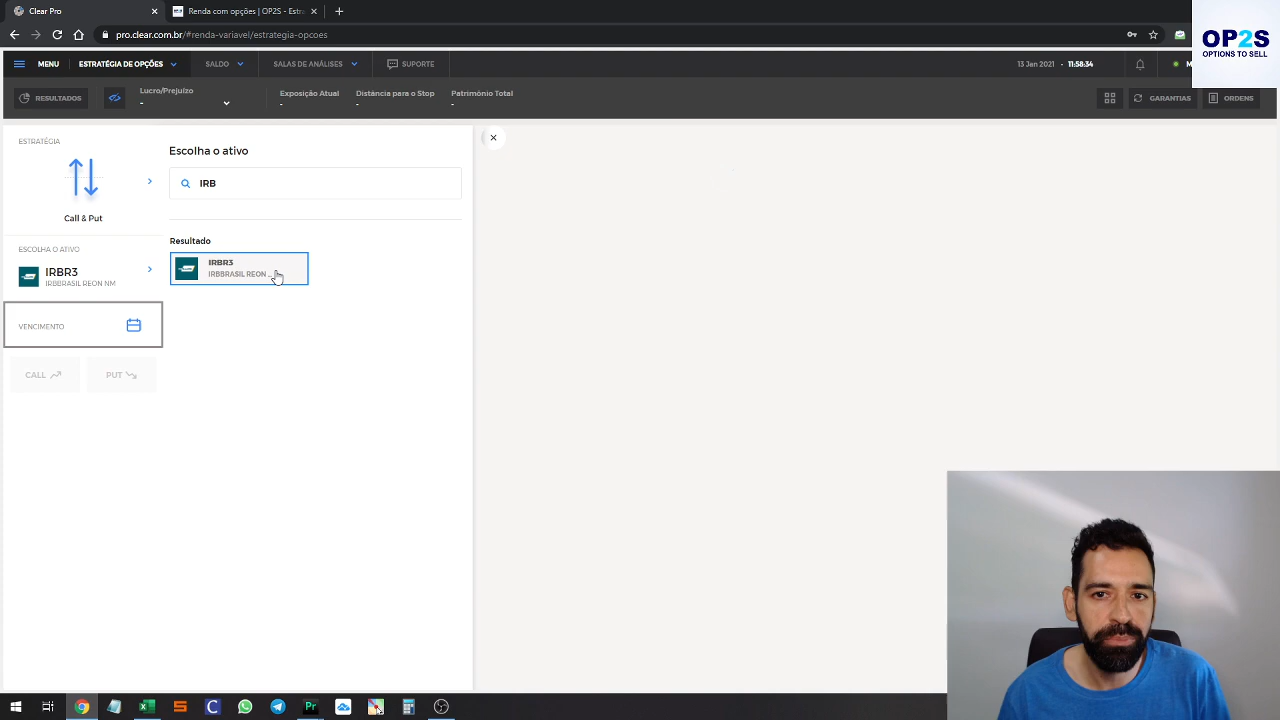 Clear Pro
Renda com opções | OP2S - Estra
pro.clear.com.br/#renda-variavel/estrategia-opcoes
OP2S
OPTIONS TO SELL
MENU
ESTRATÉGIA DE OPÇÕES
SALDO
SALAS DE ANÁLISES
SUPORTE
13 Jan 2021 - 11:58:34
M
RESULTADOS
Lucro/Prejuízo
-
Exposição Atual
-
Distância para o Stop
-
Patrimônio Total
-
GARANTIAS
ORDENS
ESTRATÉGIA
Call & Put
ESCOLHA O ATIVO
IRBR3
IRBBRASIL REON NM
VENCIMENTO
CALL
PUT
Escolha o ativo
IRB
Resultado
IRBR3
IRBBRASIL REON ...